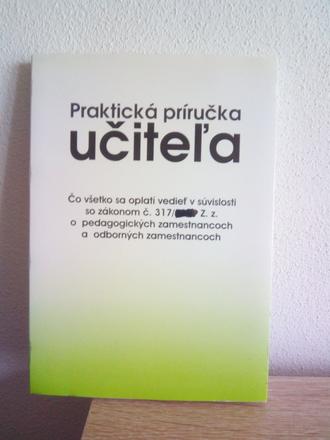 Praktická príručka
učiteľa
Čo všetko sa oplatí vedieť v súvislosti
so zákonom č. 317/ Z. z.
o pedagogických zamestnancoch
a odborných zamestnancoch